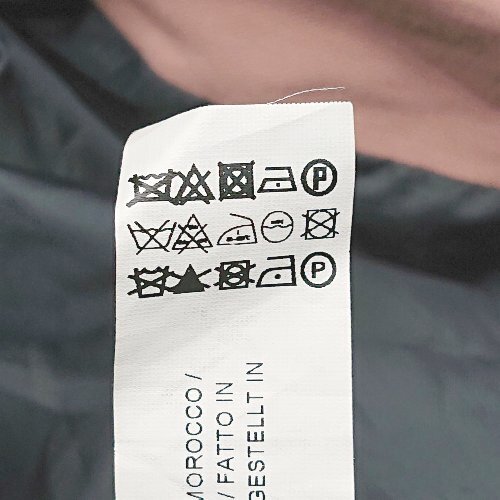 P
P
MOROCCO /
/ FATTO IN
GESTELLT IN